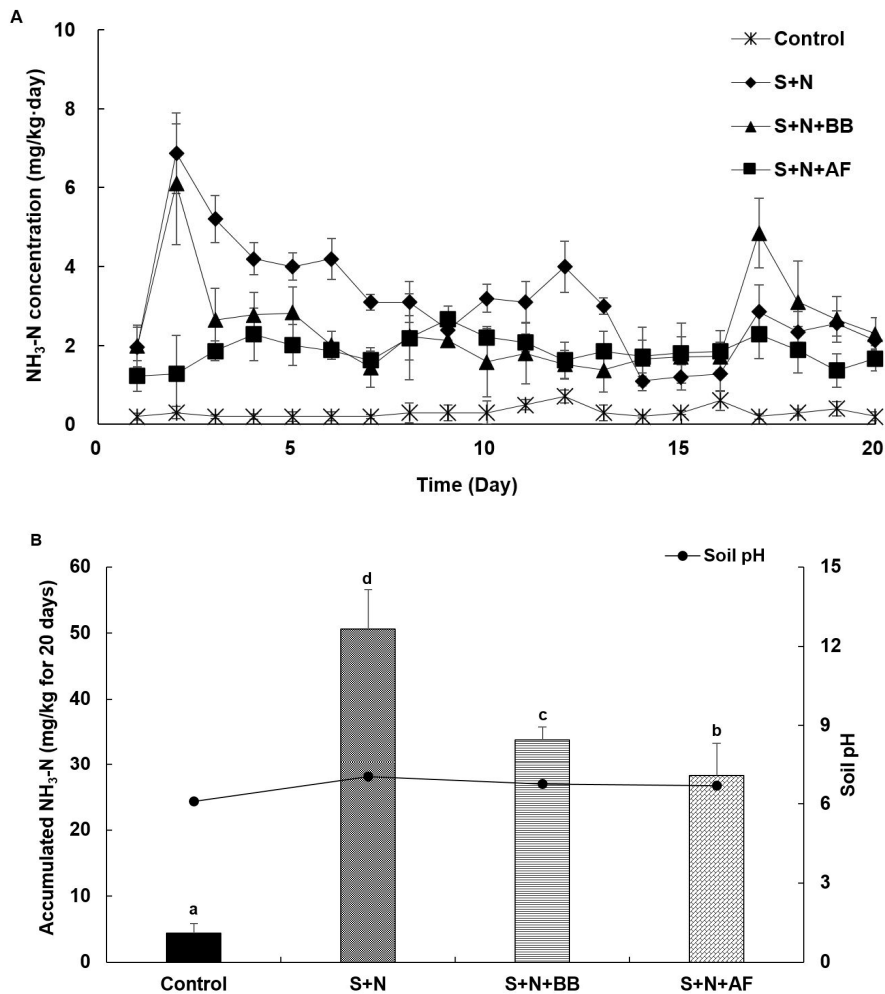 A
NH₃-N concentration (mg/kg·day)
10
8
6
4
2
0
0 5 10 15 20
Time (Day)
Control
S+N
S+N+BB
S+N+AF
B
Accumulated NH₃-N (mg/kg for 20 days)
60
50
40
30
20
10
0
Soil pH
a
d
c
b
15
12
9
6
3
0
Soil pH
Control S+N S+N+BB S+N+AF